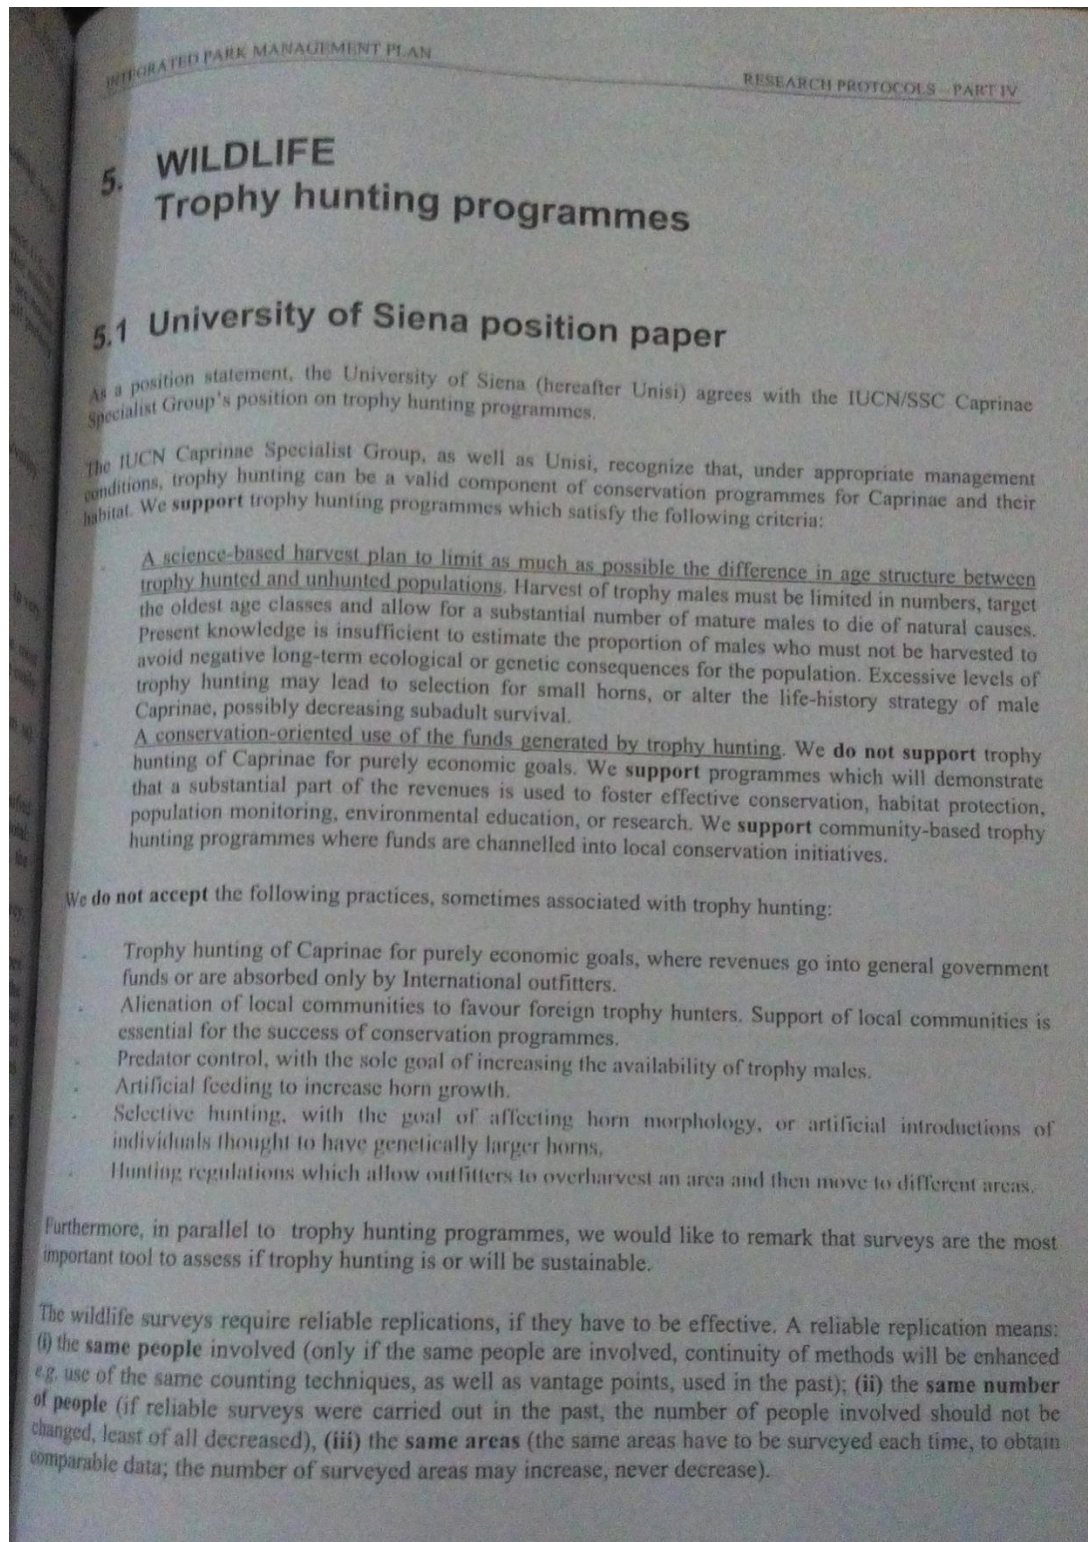 INTEGRATED PARK MANAGEMENT PLAN
RESEARCH PROTOCOLS - PART IV
5. WILDLIFE
Trophy hunting programmes
5.1 University of Siena position paper
As a position statement, the University of Siena (hereafter Unisi) agrees with the IUCN/SSC Caprinae
Specialist Group's position on trophy hunting programmes.
The IUCN Caprinae Specialist Group, as well as Unisi, recognize that, under appropriate management
conditions, trophy hunting can be a valid component of conservation programmes for Caprinae and their
habitat. We support trophy hunting programmes which satisfy the following criteria:
A science-based harvest plan to limit as much as possible the difference in age structure between
trophy hunted and unhunted populations. Harvest of trophy males must be limited in numbers, target
the oldest age classes and allow for a substantial number of mature males to die of natural causes.
Present knowledge is insufficient to estimate the proportion of males who must not be harvested to
avoid negative long-term ecological or genetic consequences for the population. Excessive levels of
trophy hunting may lead to selection for small horns, or alter the life-history strategy of male
Caprinae, possibly decreasing subadult survival.
A conservation-oriented use of the funds generated by trophy hunting. We do not support trophy
hunting of Caprinae for purely economic goals. We support programmes which will demonstrate
that a substantial part of the revenues is used to foster effective conservation, habitat protection,
population monitoring, environmental education, or research. We support community-based trophy
hunting programmes where funds are channelled into local conservation initiatives.
We do not accept the following practices, sometimes associated with trophy hunting:
Trophy hunting of Caprinae for purely economic goals, where revenues go into general government
funds or are absorbed only by International outfitters.
Alienation of local communities to favour foreign trophy hunters. Support of local communities is
essential for the success of conservation programmes.
Predator control, with the sole goal of increasing the availability of trophy males.
Artificial feeding to increase horn growth.
Selective hunting, with the goal of affecting horn morphology, or artificial introductions of
individuals thought to have genetically larger horns.
Hunting regulations which allow outfitters to overharvest an area and then move to different areas.
Furthermore, in parallel to trophy hunting programmes, we would like to remark that surveys are the most
important tool to assess if trophy hunting is or will be sustainable.
The wildlife surveys require reliable replications, if they have to be effective. A reliable replication means:
(i) the same people involved (only if the same people are involved, continuity of methods will be enhanced
e.g. use of the same counting techniques, as well as vantage points, used in the past); (ii) the same number
of people (if reliable surveys were carried out in the past, the number of people involved should not be
changed, least of all decreased), (iii) the same areas (the same areas have to be surveyed each time, to obtain
comparable data; the number of surveyed areas may increase, never decrease).